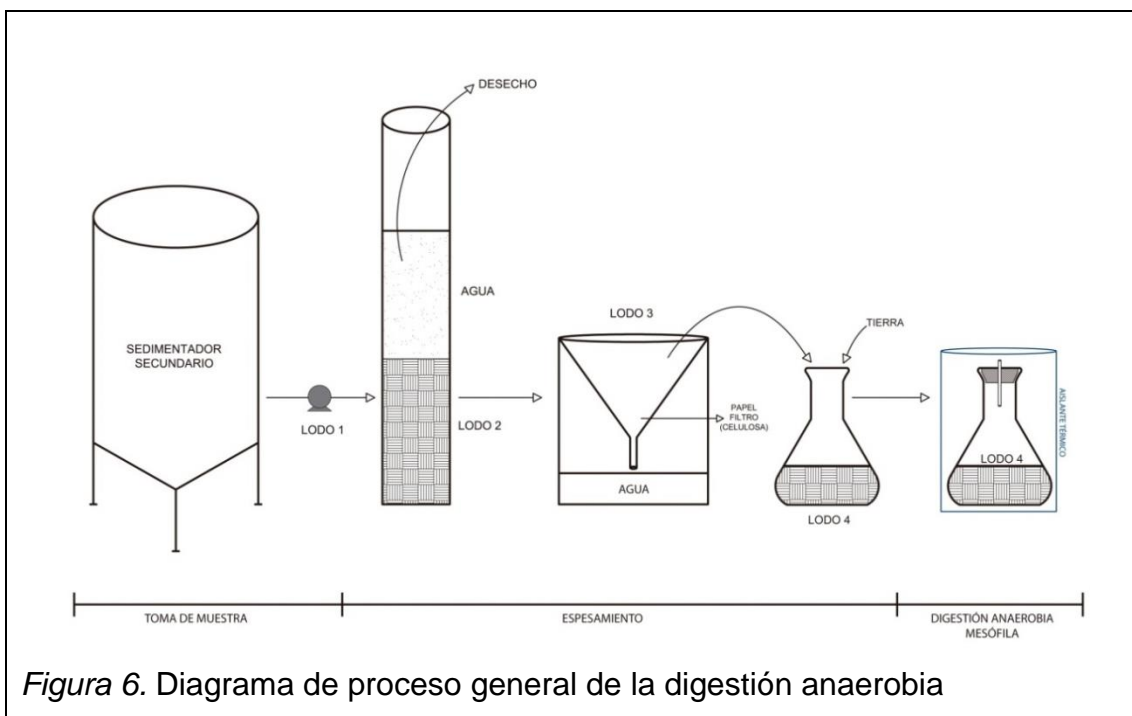 DESECHO
SEDIMENTADOR
SECUNDARIO
LODO 1
AGUA
LODO 2
LODO 3
PAPEL
FILTRO
(CELULOSA)
AGUA
TIERRA
LODO 4
LODO 4
AISLANTE TÉRMICO
TOMA DE MUESTRA
ESPESAMIENTO
DIGESTIÓN ANAEROBIA
MESÓFILA
Figura 6. Diagrama de proceso general de la digestión anaerobia